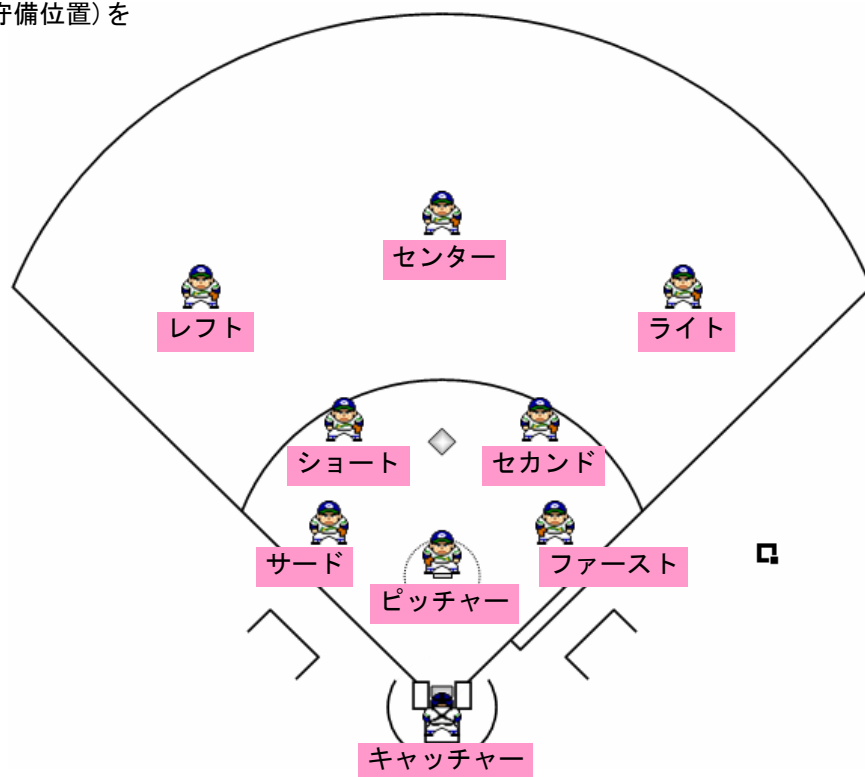 守備位置)を
センター
レフト
ライト
ショート
セカンド
サード
ファースト
ピッチャー
キャッチャー